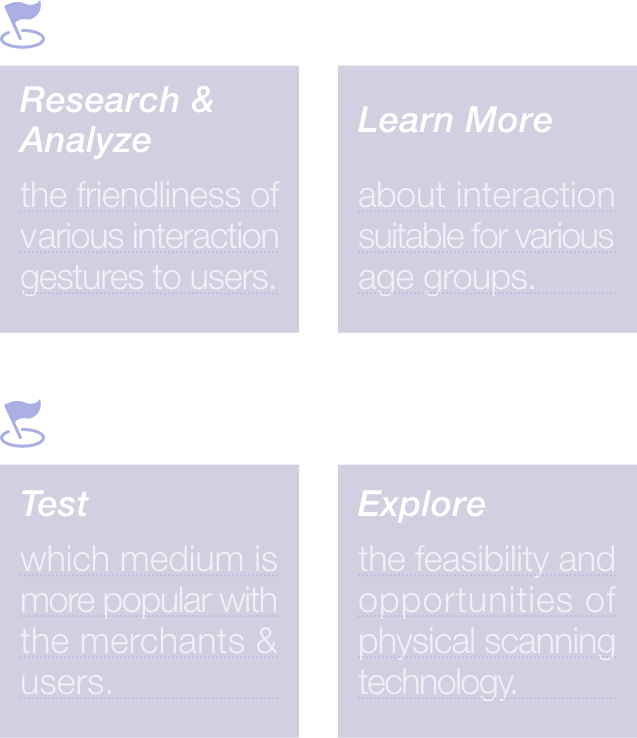 Research &
Analyze
the friendliness of
various interaction
gestures to users.
Learn More
about interaction
suitable for various
age groups.
Test
which medium is
more popular with
the merchants &
users.
Explore
the feasibility and
opportunities of
physical scanning
technology.